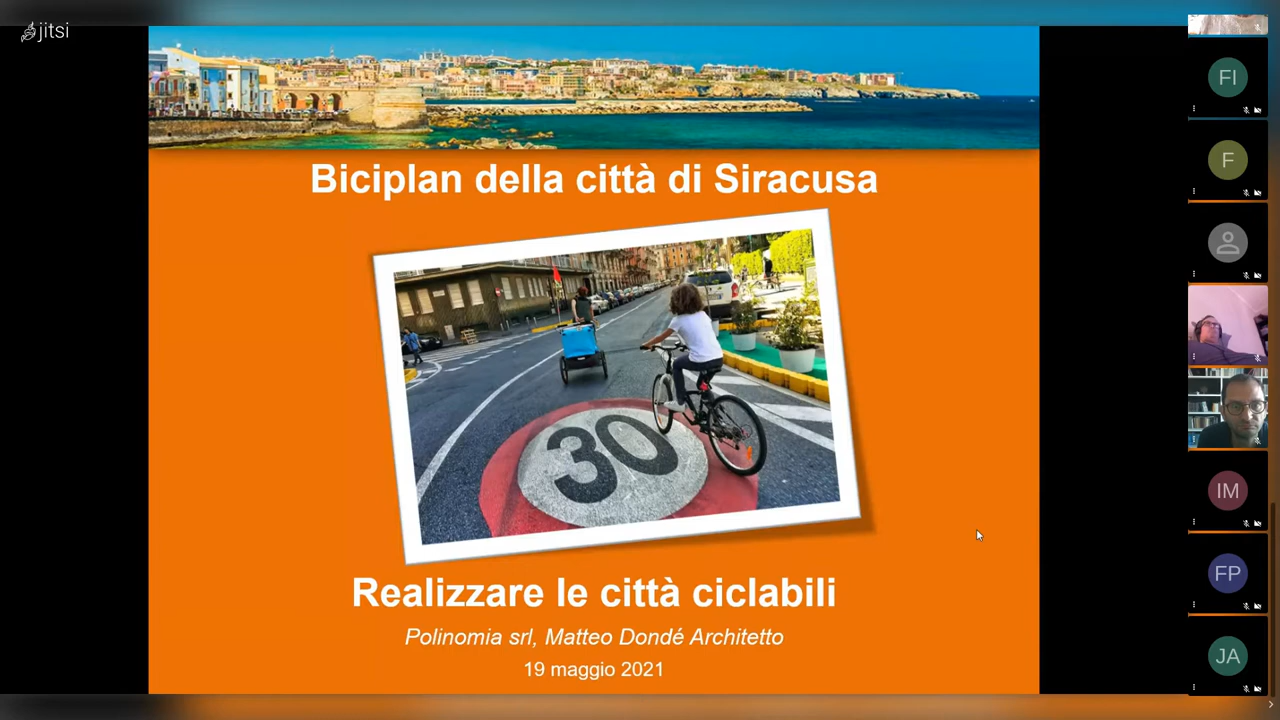 jitsi
Biciplan della città di Siracusa
30
Realizzare le città ciclabili
Polinomia srl, Matteo Dondé Architetto
19 maggio 2021
FI
F
IM
FP
JA